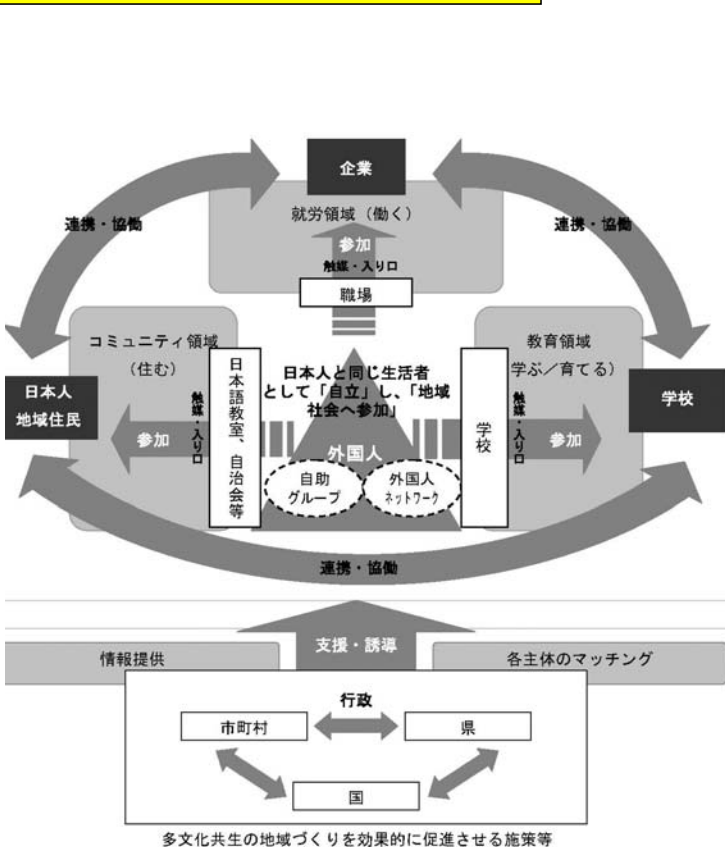 企業
就労領域（働く）
連携・協働
連携・協働
参加
触媒・入り口
職場
コミュニティ領域
（住む）
教育領域
学ぶ／育てる）
日本人
地域住民
学校
日本語教室、自治会等
触媒・入り口
参加
日本人と同じ生活者
として「自立」し、「地域
社会へ参加」
外国人
自助
グループ
外国人
ネットワーク
学校
触媒・入り口
参加
連携・協働
支援・誘導
情報提供
各主体のマッチング
行政
市町村
県
国
多文化共生の地域づくりを効果的に促進させる施策等